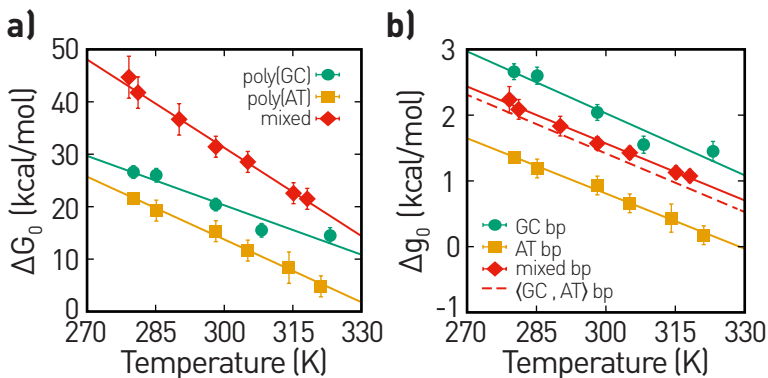 a)
ΔG₀ (kcal/mol)
50
40
30
20
10
0
poly(GC)
poly(AT)
mixed
270 285 300 315 330
Temperature (K)
b)
Δg₀ (kcal/mol)
3
2
1
0
-1
GC bp
AT bp
mixed bp
⟨GC , AT⟩ bp
270 285 300 315 330
Temperature (K)